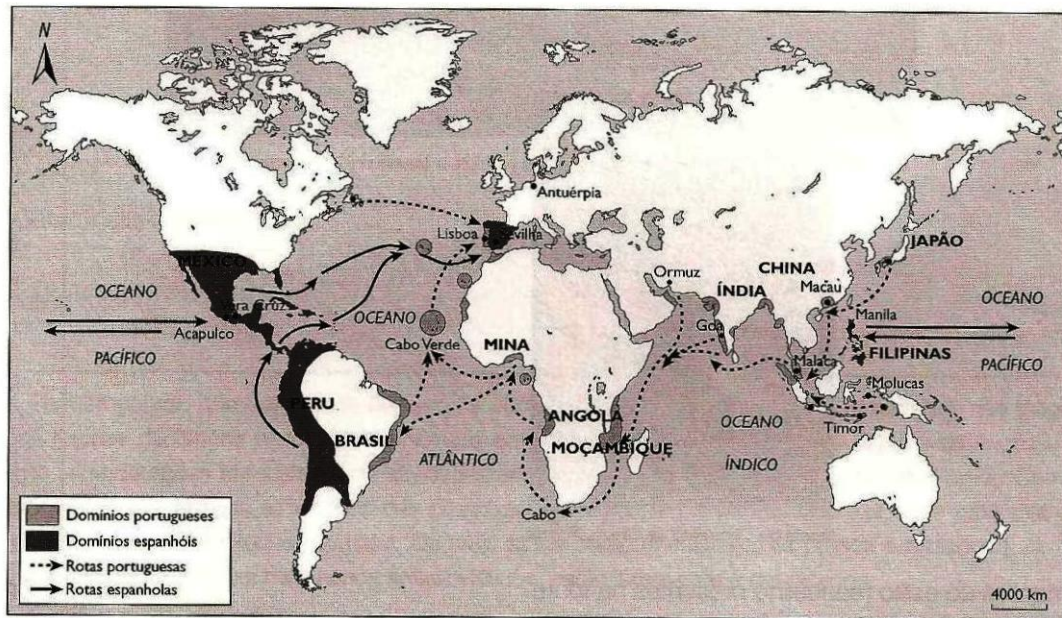 N
Antuérpia
Lisboa
Sevilha
JAPÃO
MÉXICO
Ormuz
CHINA
ÍNDIA
Macau
OCEANO
Vera Cruz
OCEANO
Goa
Manila
OCEANO
Acapulco
Cabo Verde
MINA
FILIPINAS
PACÍFICO
Malaca
PACÍFICO
Molucas
PERU
ANGOLA
OCEANO
BRASIL
MOÇAMBIQUE
Timor
ATLÂNTICO
ÍNDICO
Cabo
Domínios portugueses
Domínios espanhóis
Rotas portuguesas
Rotas espanholas
4000 km